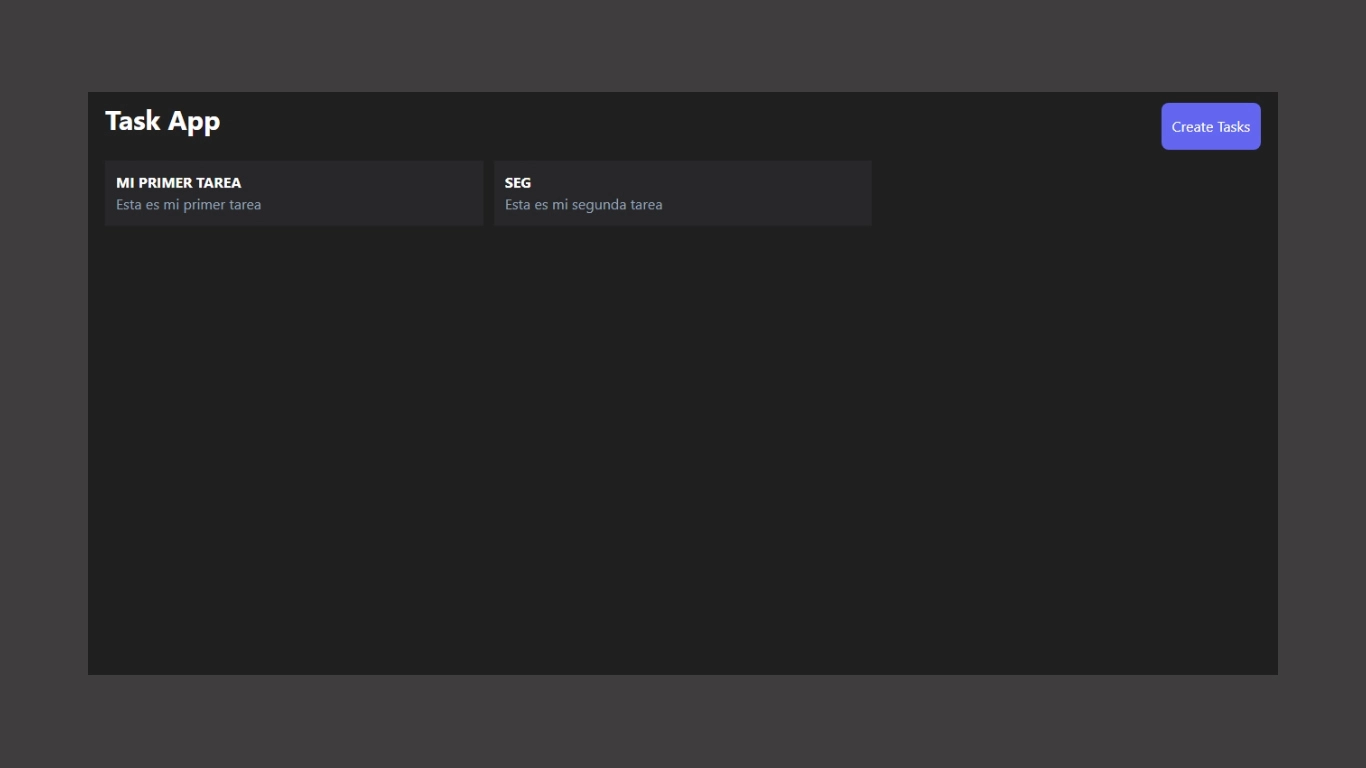 Task App
Create Tasks
MI PRIMER TAREA
Esta es mi primer tarea
SEG
Esta es mi segunda tarea